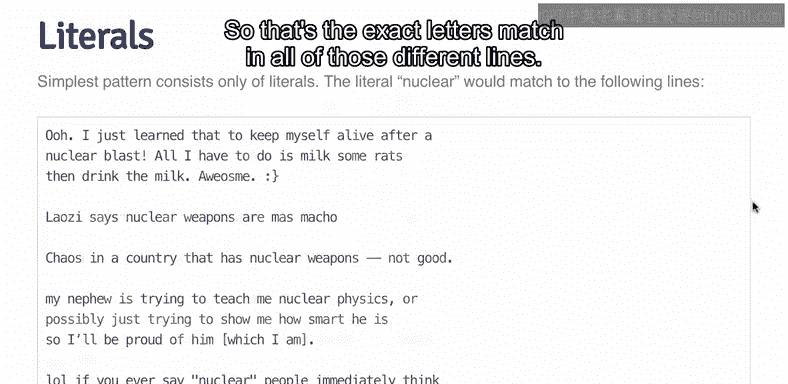 Literals
So that's the exact letters match
in all of those different lines.
Simplest pattern consists only of literals. The literal “nuclear” would match to the following lines:
Ooh. I just learned that to keep myself alive after a
nuclear blast! All I have to do is milk some rats
then drink the milk. Aweosme. :}
Laozi says nuclear weapons are mas macho
Chaos in a country that has nuclear weapons —— not good.
my nephew is trying to teach me nuclear physics, or
possibly just trying to show me how smart he is
so I’ll be proud of him [which I am].
lol if you ever say "nuclear" people immediately think